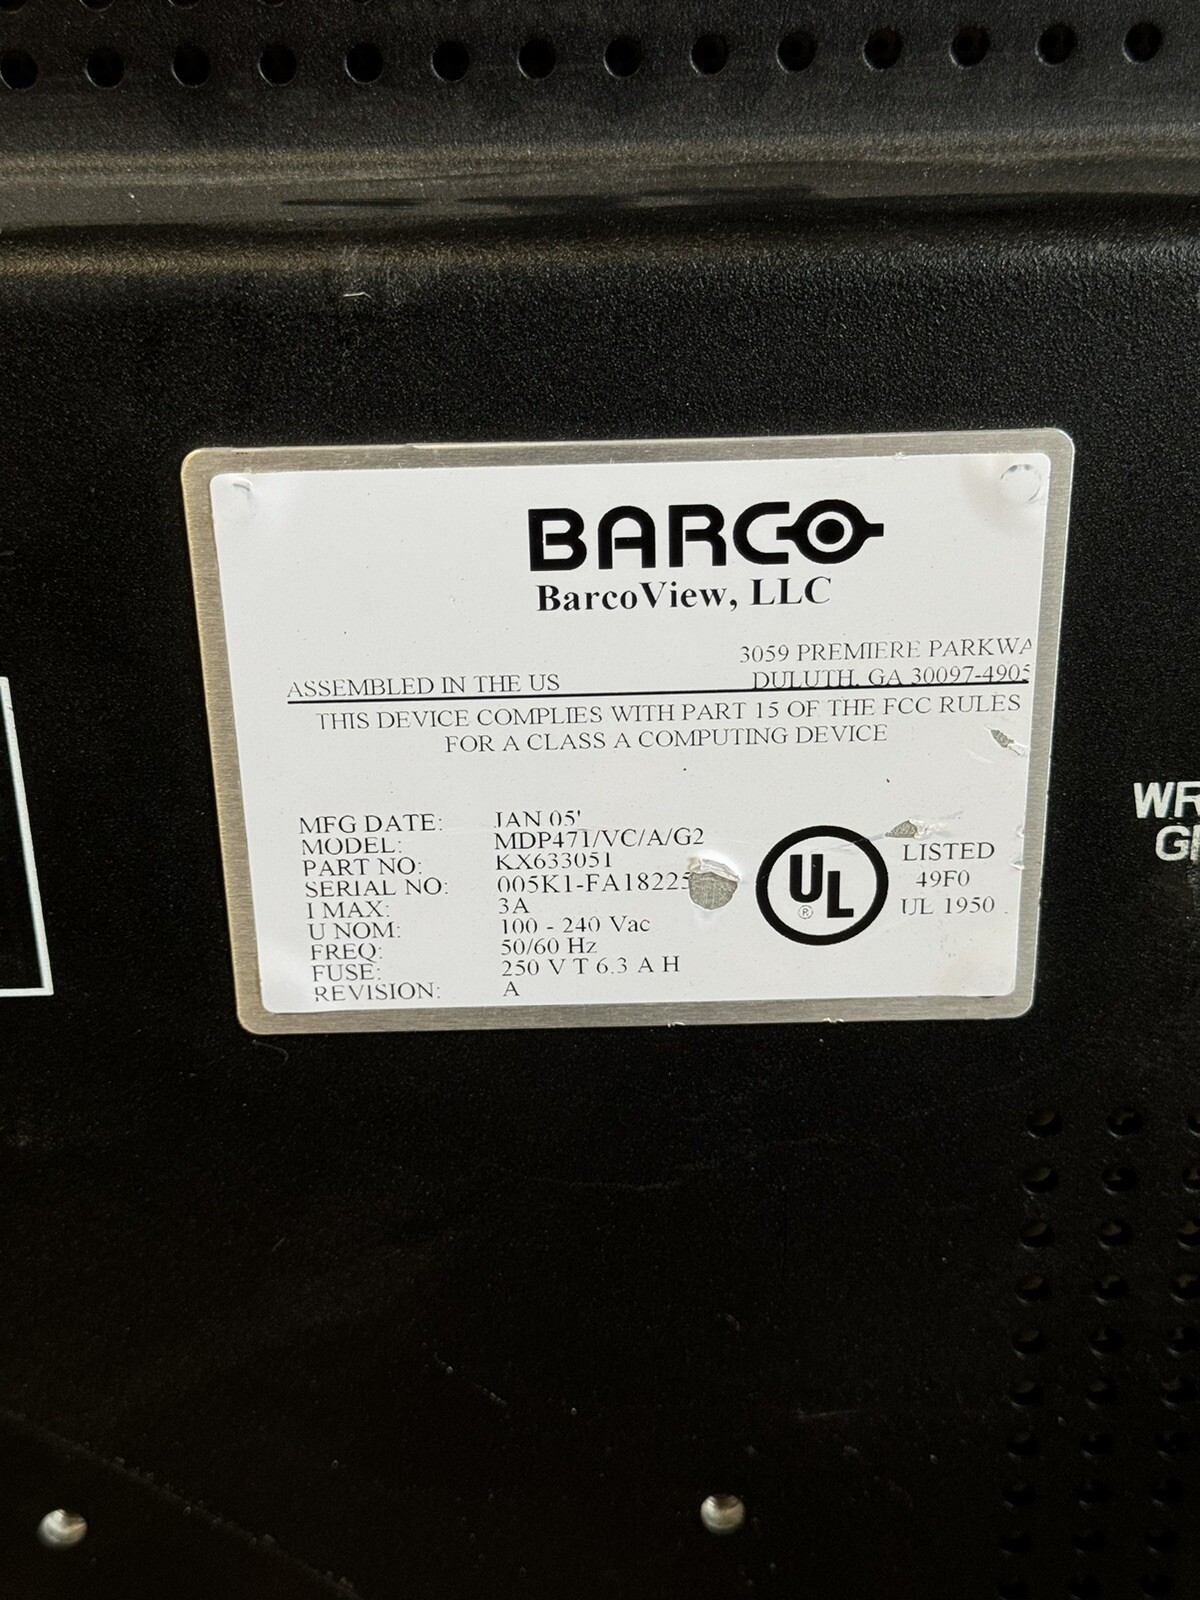 BARCO
BarcoView, LLC
3059 PREMIERE PARKWA
ASSEMBLED IN THE US DULUTH, GA 30097-4905
THIS DEVICE COMPLIES WITH PART 15 OF THE FCC RULES
FOR A CLASS A COMPUTING DEVICE
MFG DATE: JAN 05'
MODEL: MDP471/VC/A/G2
PART NO: KX633051
SERIAL NO: 005K1-FA18225
I MAX: 3A
U NOM: 100 - 240 Vac
FREQ: 50/60 Hz
FUSE: 250 V T 6.3 A H
REVISION: A
UL ®
LISTED
49F0
UL 1950
WR